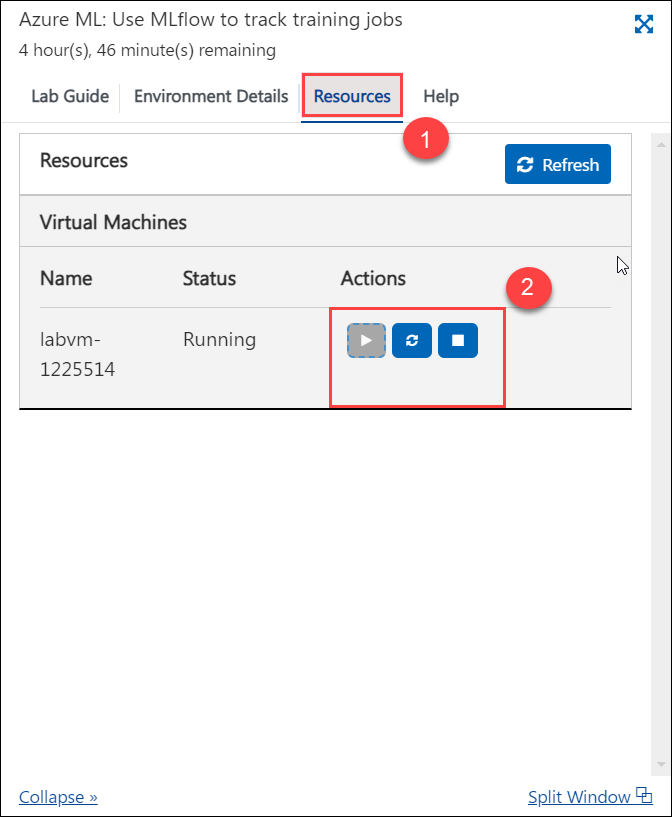 Azure ML: Use MLflow to track training jobs
4 hour(s), 46 minute(s) remaining
Lab Guide Environment Details Resources Help
1
Resources Refresh
Virtual Machines
Name Status Actions
2
labvm-
1225514 Running
Collapse » Split Window